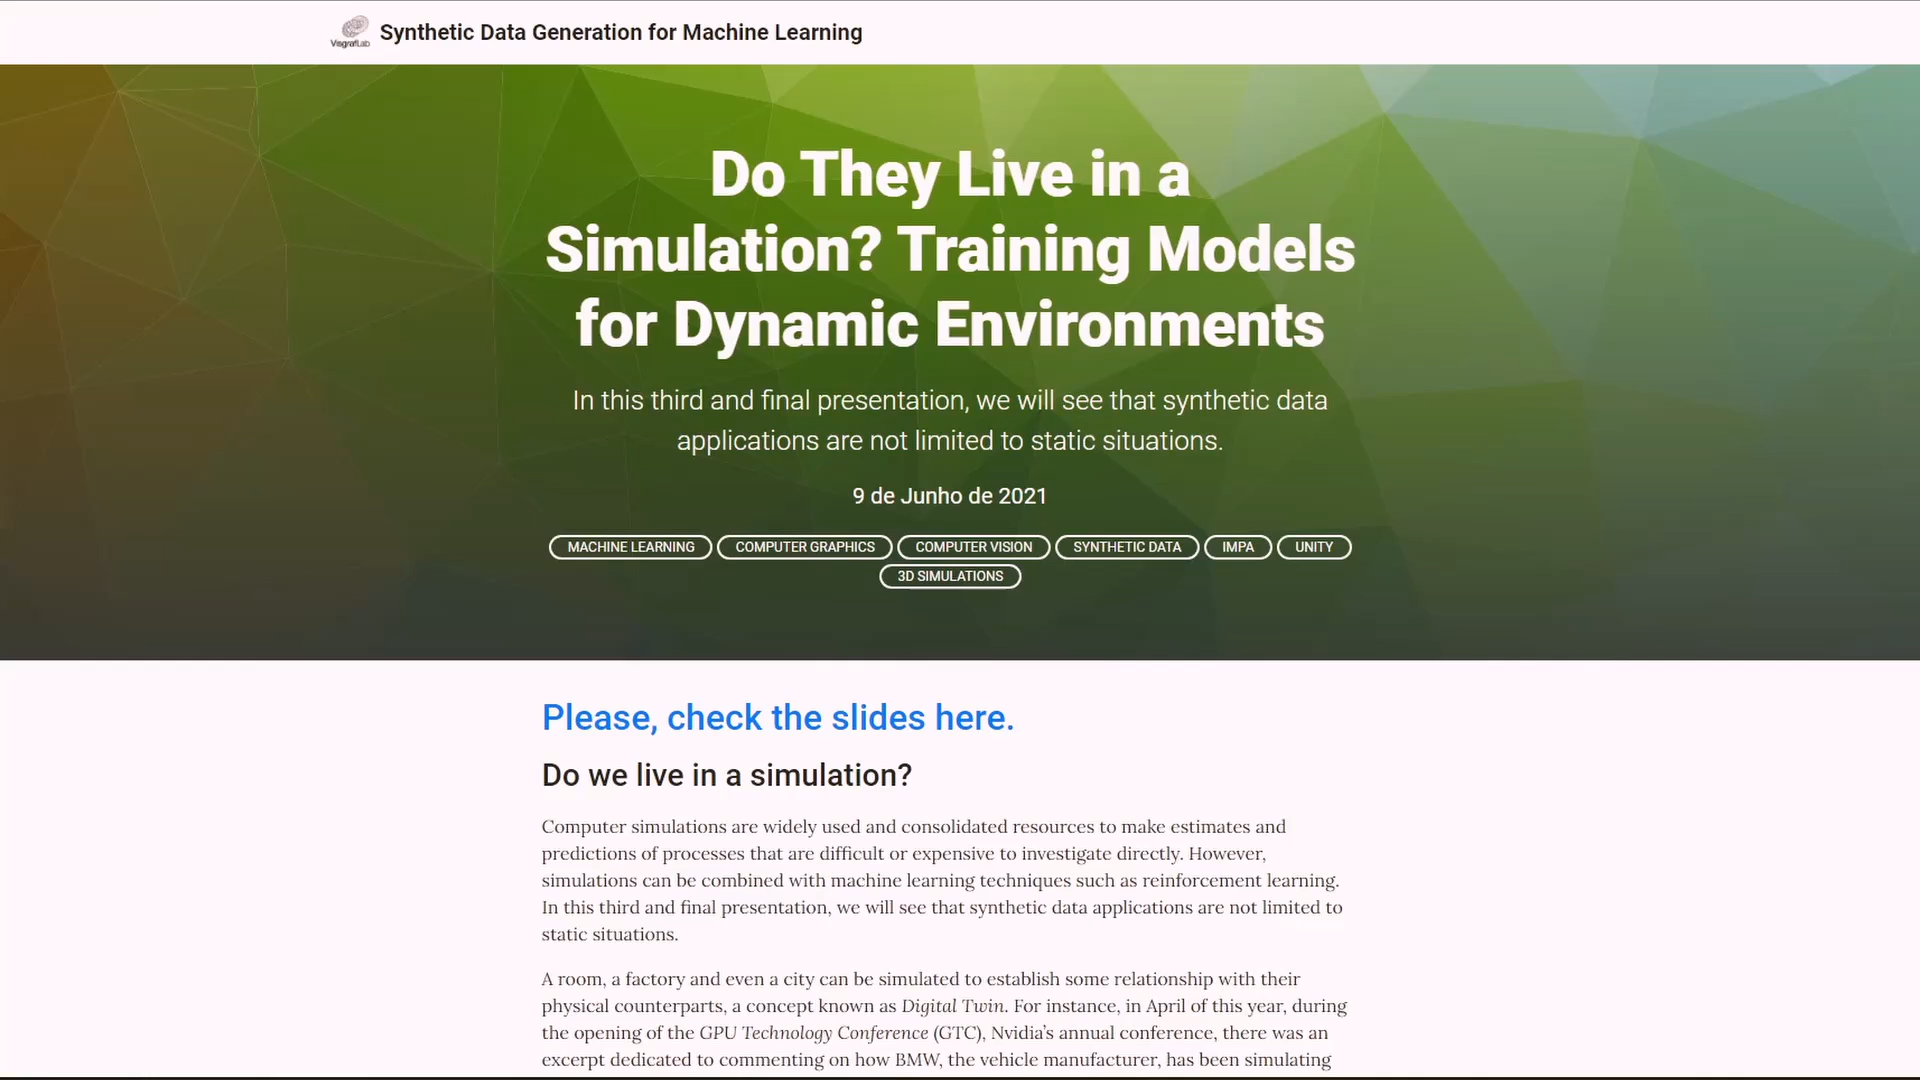 VisgrafLab
Synthetic Data Generation for Machine Learning
Do They Live in a
Simulation? Training Models
for Dynamic Environments
In this third and final presentation, we will see that synthetic data
applications are not limited to static situations.
9 de Junho de 2021
MACHINE LEARNING COMPUTER GRAPHICS COMPUTER VISION SYNTHETIC DATA IMPA UNITY
3D SIMULATIONS
Please, check the slides here.
Do we live in a simulation?
Computer simulations are widely used and consolidated resources to make estimates and
predictions of processes that are difficult or expensive to investigate directly. However,
simulations can be combined with machine learning techniques such as reinforcement learning.
In this third and final presentation, we will see that synthetic data applications are not limited to
static situations.
A room, a factory and even a city can be simulated to establish some relationship with their
physical counterparts, a concept known as Digital Twin. For instance, in April of this year, during
the opening of the GPU Technology Conference (GTC), Nvidia's annual conference, there was an
excerpt dedicated to commenting on how BMW, the vehicle manufacturer, has been simulating